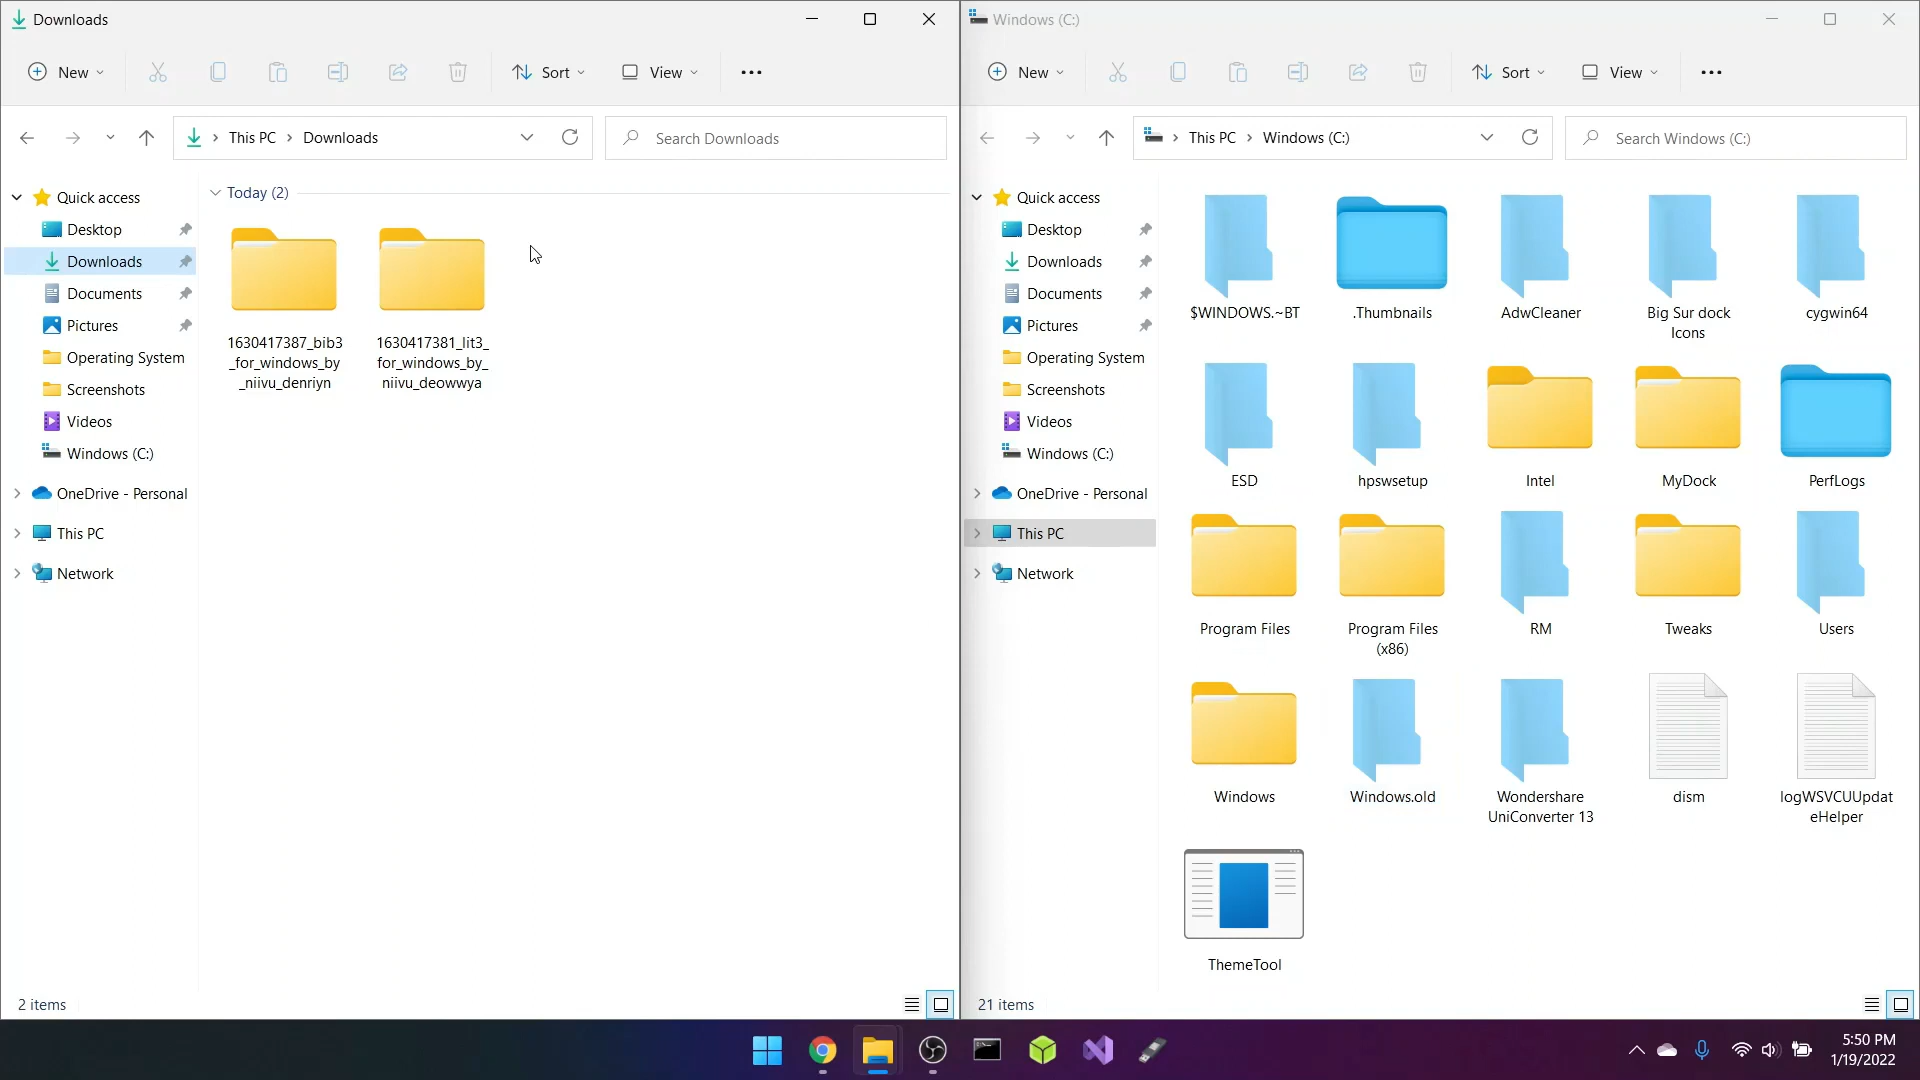 Downloads
New
Sort
View
This PC
Downloads
Search Downloads
Quick access
Desktop
Downloads
Documents
Pictures
Operating System
Screenshots
Videos
Windows (C:)
OneDrive - Personal
This PC
Network
Today (2)
1630417387_bib3
_for_windows_by
_niivu_denriyn
1630417381_lit3_
for_windows_by_
niivu_deowwya
2 items
Windows (C:)
New
Sort
View
This PC
Windows (C:)
Search Windows (C:)
Quick access
Desktop
Downloads
Documents
Pictures
Operating System
Screenshots
Videos
Windows (C:)
OneDrive - Personal
This PC
Network
$WINDOWS.~BT
.Thumbnails
AdwCleaner
Big Sur dock
Icons
cygwin64
ESD
hpswsetup
Intel
MyDock
PerfLogs
Program Files
Program Files
(x86)
RM
Tweaks
Users
Windows
Windows.old
Wondershare
UniConverter 13
dism
logWSVCUUpdat
eHelper
ThemeTool
21 items
5:50 PM
1/19/2022